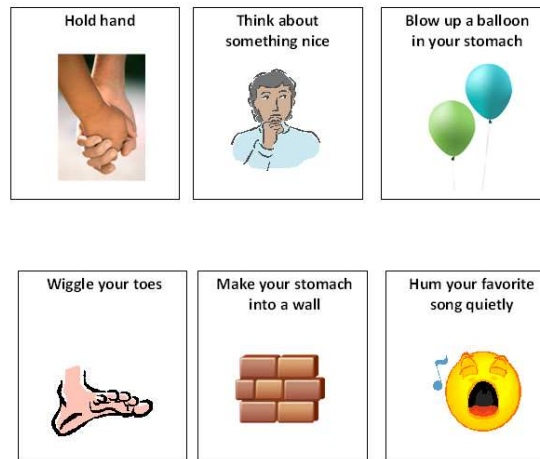 Hold hand
Think about
something nice
Blow up a balloon
in your stomach
Wiggle your toes
Make your stomach
into a wall
Hum your favorite
song quietly